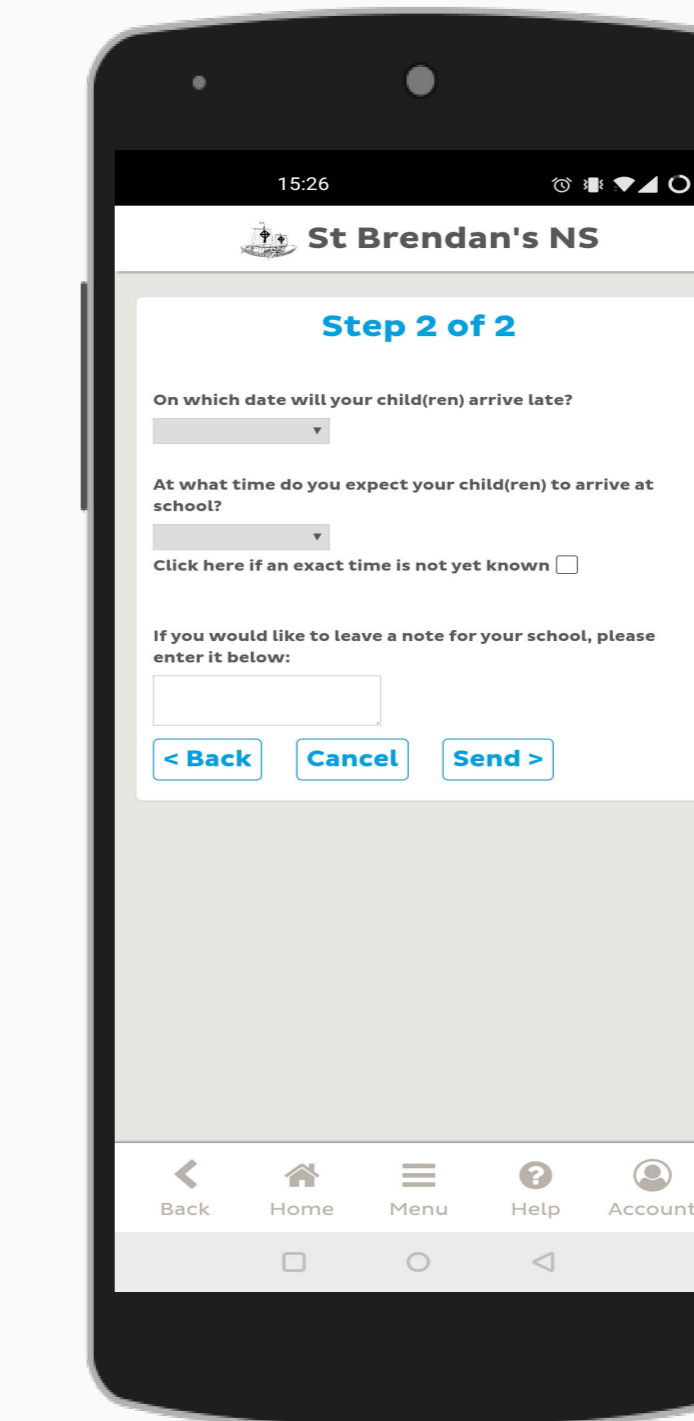 15:26
St Brendan's NS
Step 2 of 2
On which date will your child(ren) arrive late?
At what time do you expect your child(ren) to arrive at
school?
Click here if an exact time is not yet known
If you would like to leave a note for your school, please
enter it below:
< Back Cancel Send >
Back Home Menu Help Account